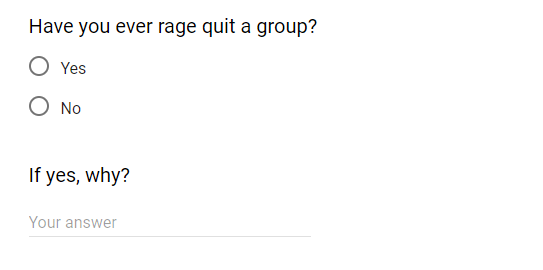 Have you ever rage quit a group?
Yes
No
If yes, why?
Your answer